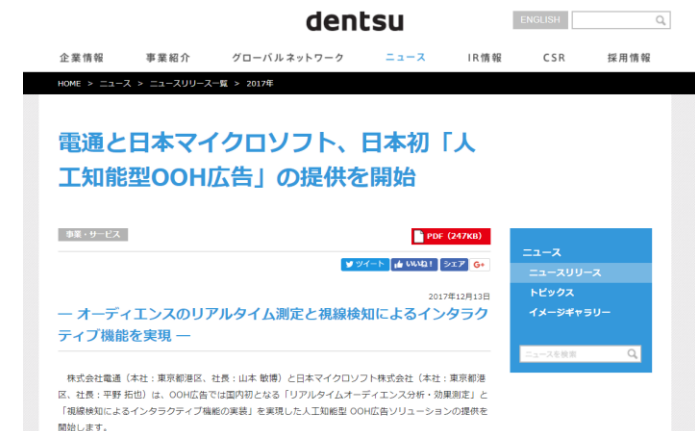 dentsu
ENGLISH
企業情報 事業紹介 グローバルネットワーク ニュース IR情報 CSR 採用情報
HOME > ニュース > ニュースリリース一覧 > 2017年
電通と日本マイクロソフト、日本初「人
工知能型OOH広告」の提供を開始
事業・サービス
PDF (247KB)
ツイート いいね! シェア G+
ニュース
ニュースリリース
トピックス
イメージギャラリー
ニュースを検索
2017年12月13日
― オーディエンスのリアルタイム測定と視線検知によるインタラク
ティブ機能を実現 ―
株式会社電通（本社：東京都港区、社長：山本 敏博）と日本マイクロソフト株式会社（本社：東京都港
区、社長：平野 拓也）は、OOH広告では国内初となる「リアルタイムオーディエンス分析・効果測定」と
「視線検知によるインタラクティブ機能の実装」を実現した人工知能型 OOH広告ソリューションの提供を
開始します。